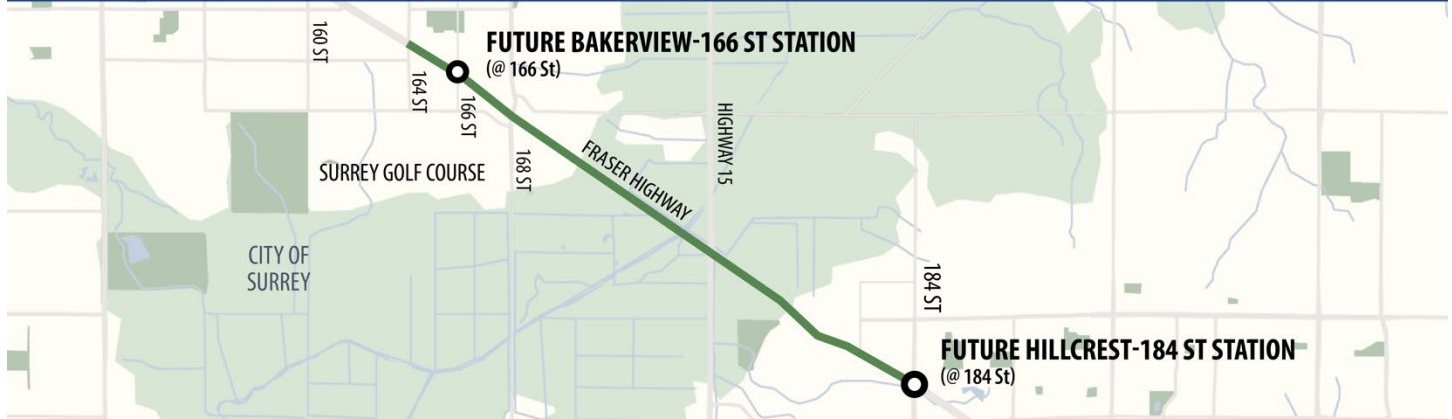 160 ST
FUTURE BAKERVIEW-166 ST STATION
(@ 166 St)
164 ST
166 ST
HIGHWAY 15
SURREY GOLF COURSE
168 ST
FRASER HIGHWAY
CITY OF
SURREY
184 ST
FUTURE HILLCREST-184 ST STATION
(@ 184 St)